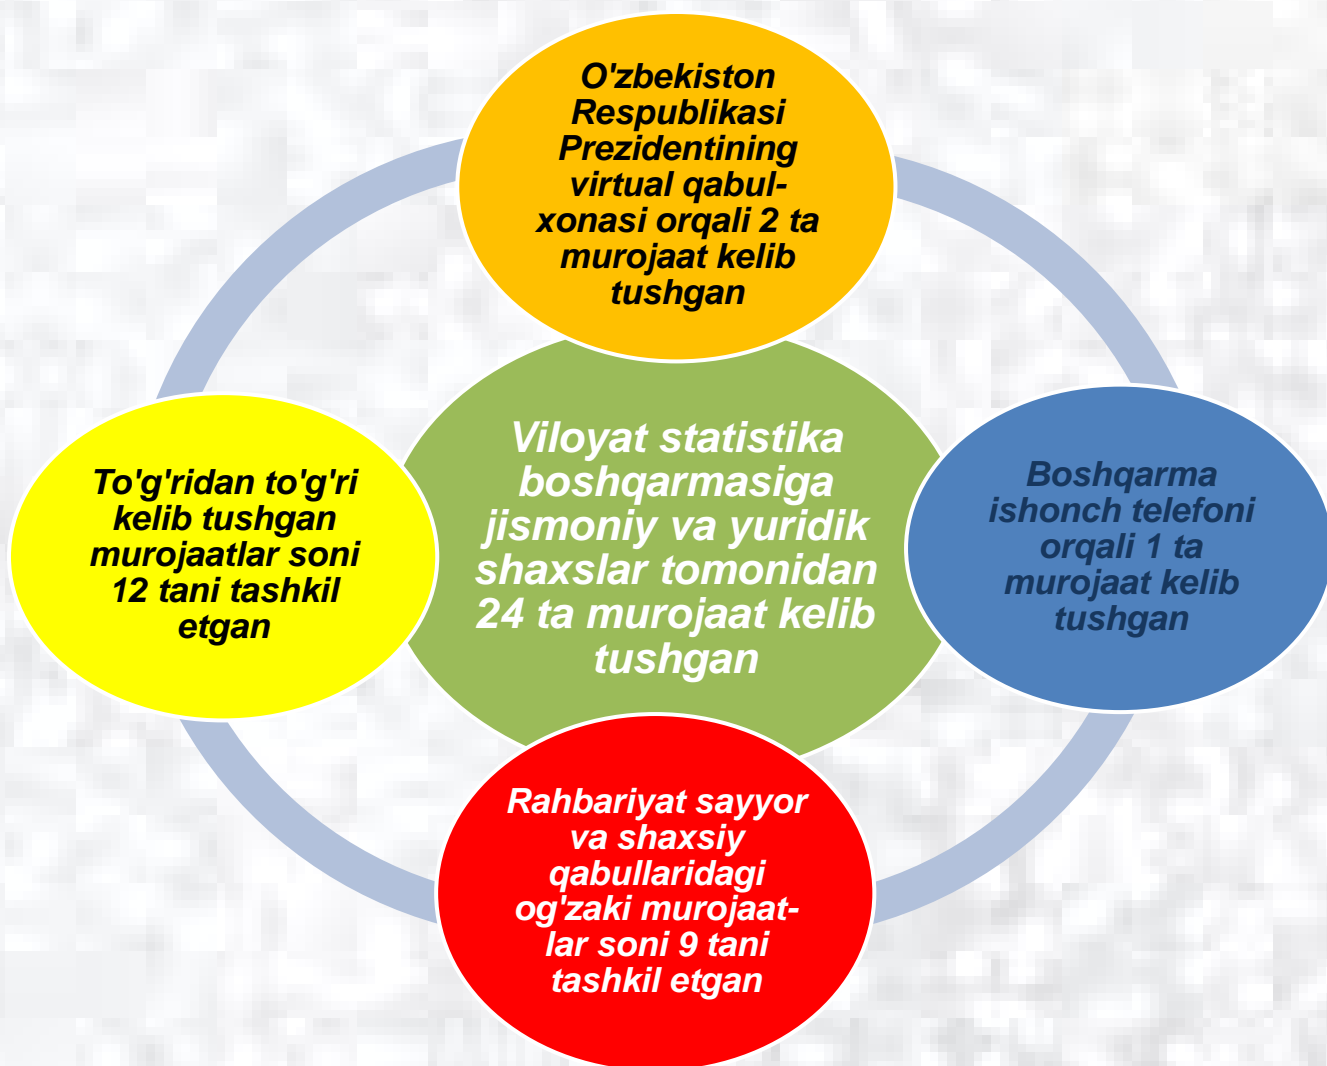 O'zbekiston
Respublikasi
Prezidentining
virtual qabul-
xonasi orqali 2 ta
murojaat kelib
tushgan
Viloyat statistika
boshqarmasiga
jismoniy va yuridik
shaxslar tomonidan
24 ta murojaat kelib
tushgan
Boshqarma
ishonch telefoni
orqali 1 ta
murojaat kelib
tushgan
Rahbariyat sayyor
va shaxsiy
qabullaridagi
og'zaki murojaat-
lar soni 9 tani
tashkil etgan
To'g'ridan to'g'ri
kelib tushgan
murojaatlar soni
12 tani tashkil
etgan